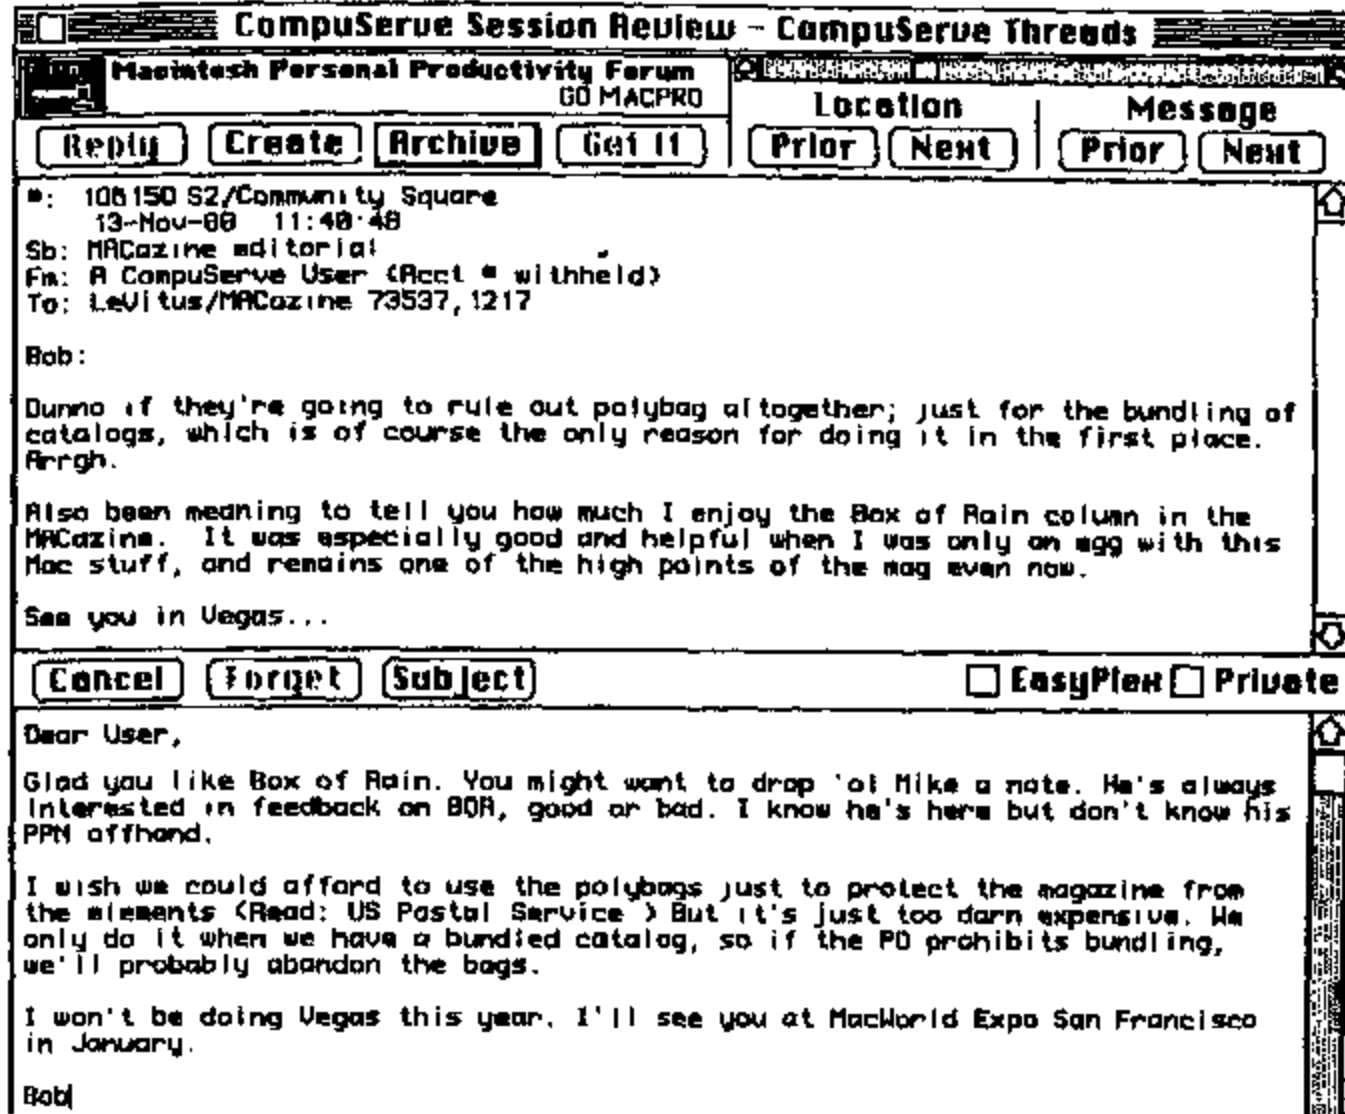 CompuServe Session Review - CompuServe Threads
Macintosh Personal Productivity Forum
GO MACPRO
Location Message
Reply Create Archive Get It Prior Next Prior Next
#: 106150 S2/Community Square
13-Nov-88 11:40:48
Sb: MACazine editorial
Fm: A CompuServe User (Acct # withheld)
To: LeVitus/MACazine 73537,1217
Bob:
Dunno if they're going to rule out polybag altogether; just for the bundling of
catalogs, which is of course the only reason for doing it in the first place.
Arrgh.
Also been meaning to tell you how much I enjoy the Box of Rain column in the
MACazine. It was especially good and helpful when I was only an egg with this
Mac stuff, and remains one of the high points of the mag even now.
See you in Vegas...
Cancel Forget Subject EasyPlex Private
Dear User,
Glad you like Box of Rain. You might want to drop 'ol Mike a note. He's always
interested in feedback on BOR, good or bad. I know he's here but don't know his
PPN offhand.
I wish we could afford to use the polybags just to protect the magazine from
the elements (Read: US Postal Service.) But it's just too darn expensive. We
only do it when we have a bundled catalog, so if the PO prohibits bundling,
we'll probably abandon the bags.
I won't be doing Vegas this year. I'll see you at MacWorld Expo San Francisco
in January.
Bob